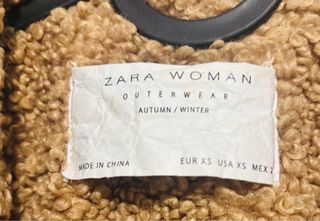 ZARA WOMAN
OUTERWEAR
AUTUMN / WINTER
MADE IN CHINA
EUR XS USA XS MEX 2